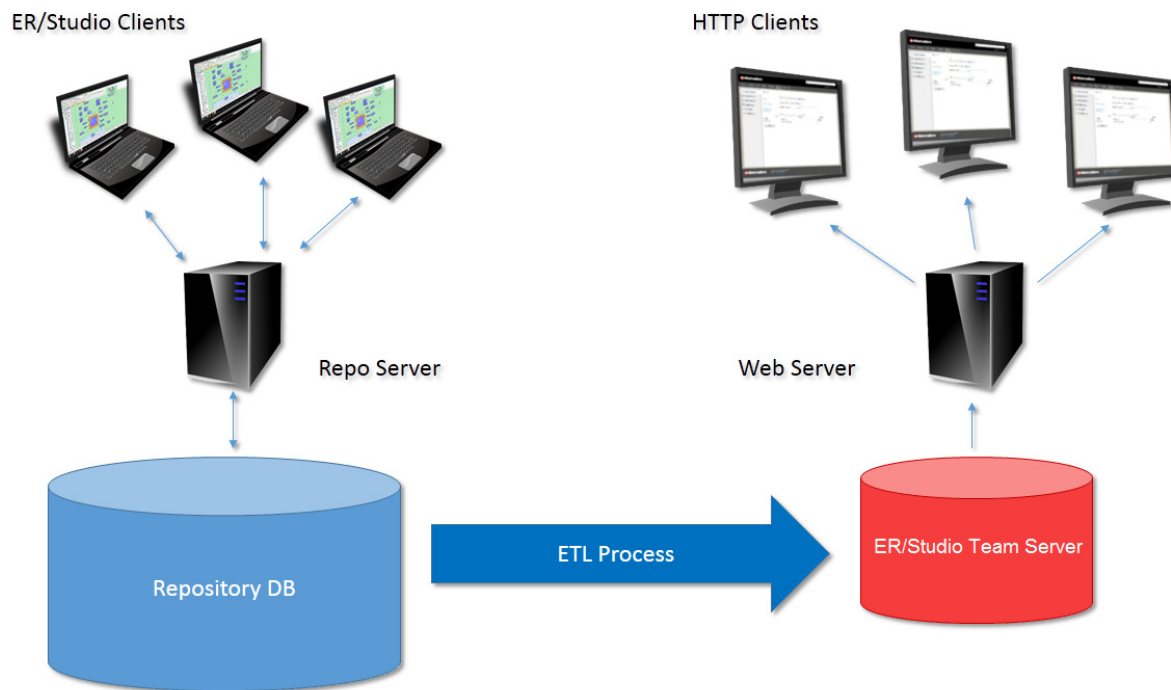 ER/Studio Clients
HTTP Clients
Repo Server
Web Server
Repository DB
ETL Process
ER/Studio Team Server